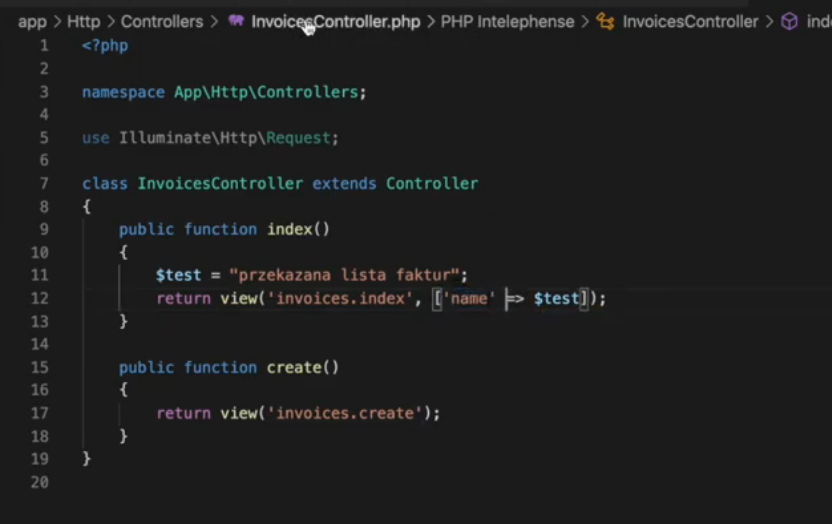 app > Http > Controllers > InvoicesController.php > PHP Intelephense > InvoicesController > inde
1 <?php
2
3 namespace App\Http\Controllers;
4
5 use Illuminate\Http\Request;
6
7 class InvoicesController extends Controller
8 {
9 public function index()
10 {
11 $test = "przekazana lista faktur";
12 return view('invoices.index', ['name' => $test]);
13 }
14
15 public function create()
16 {
17 return view('invoices.create');
18 }
19 }
20